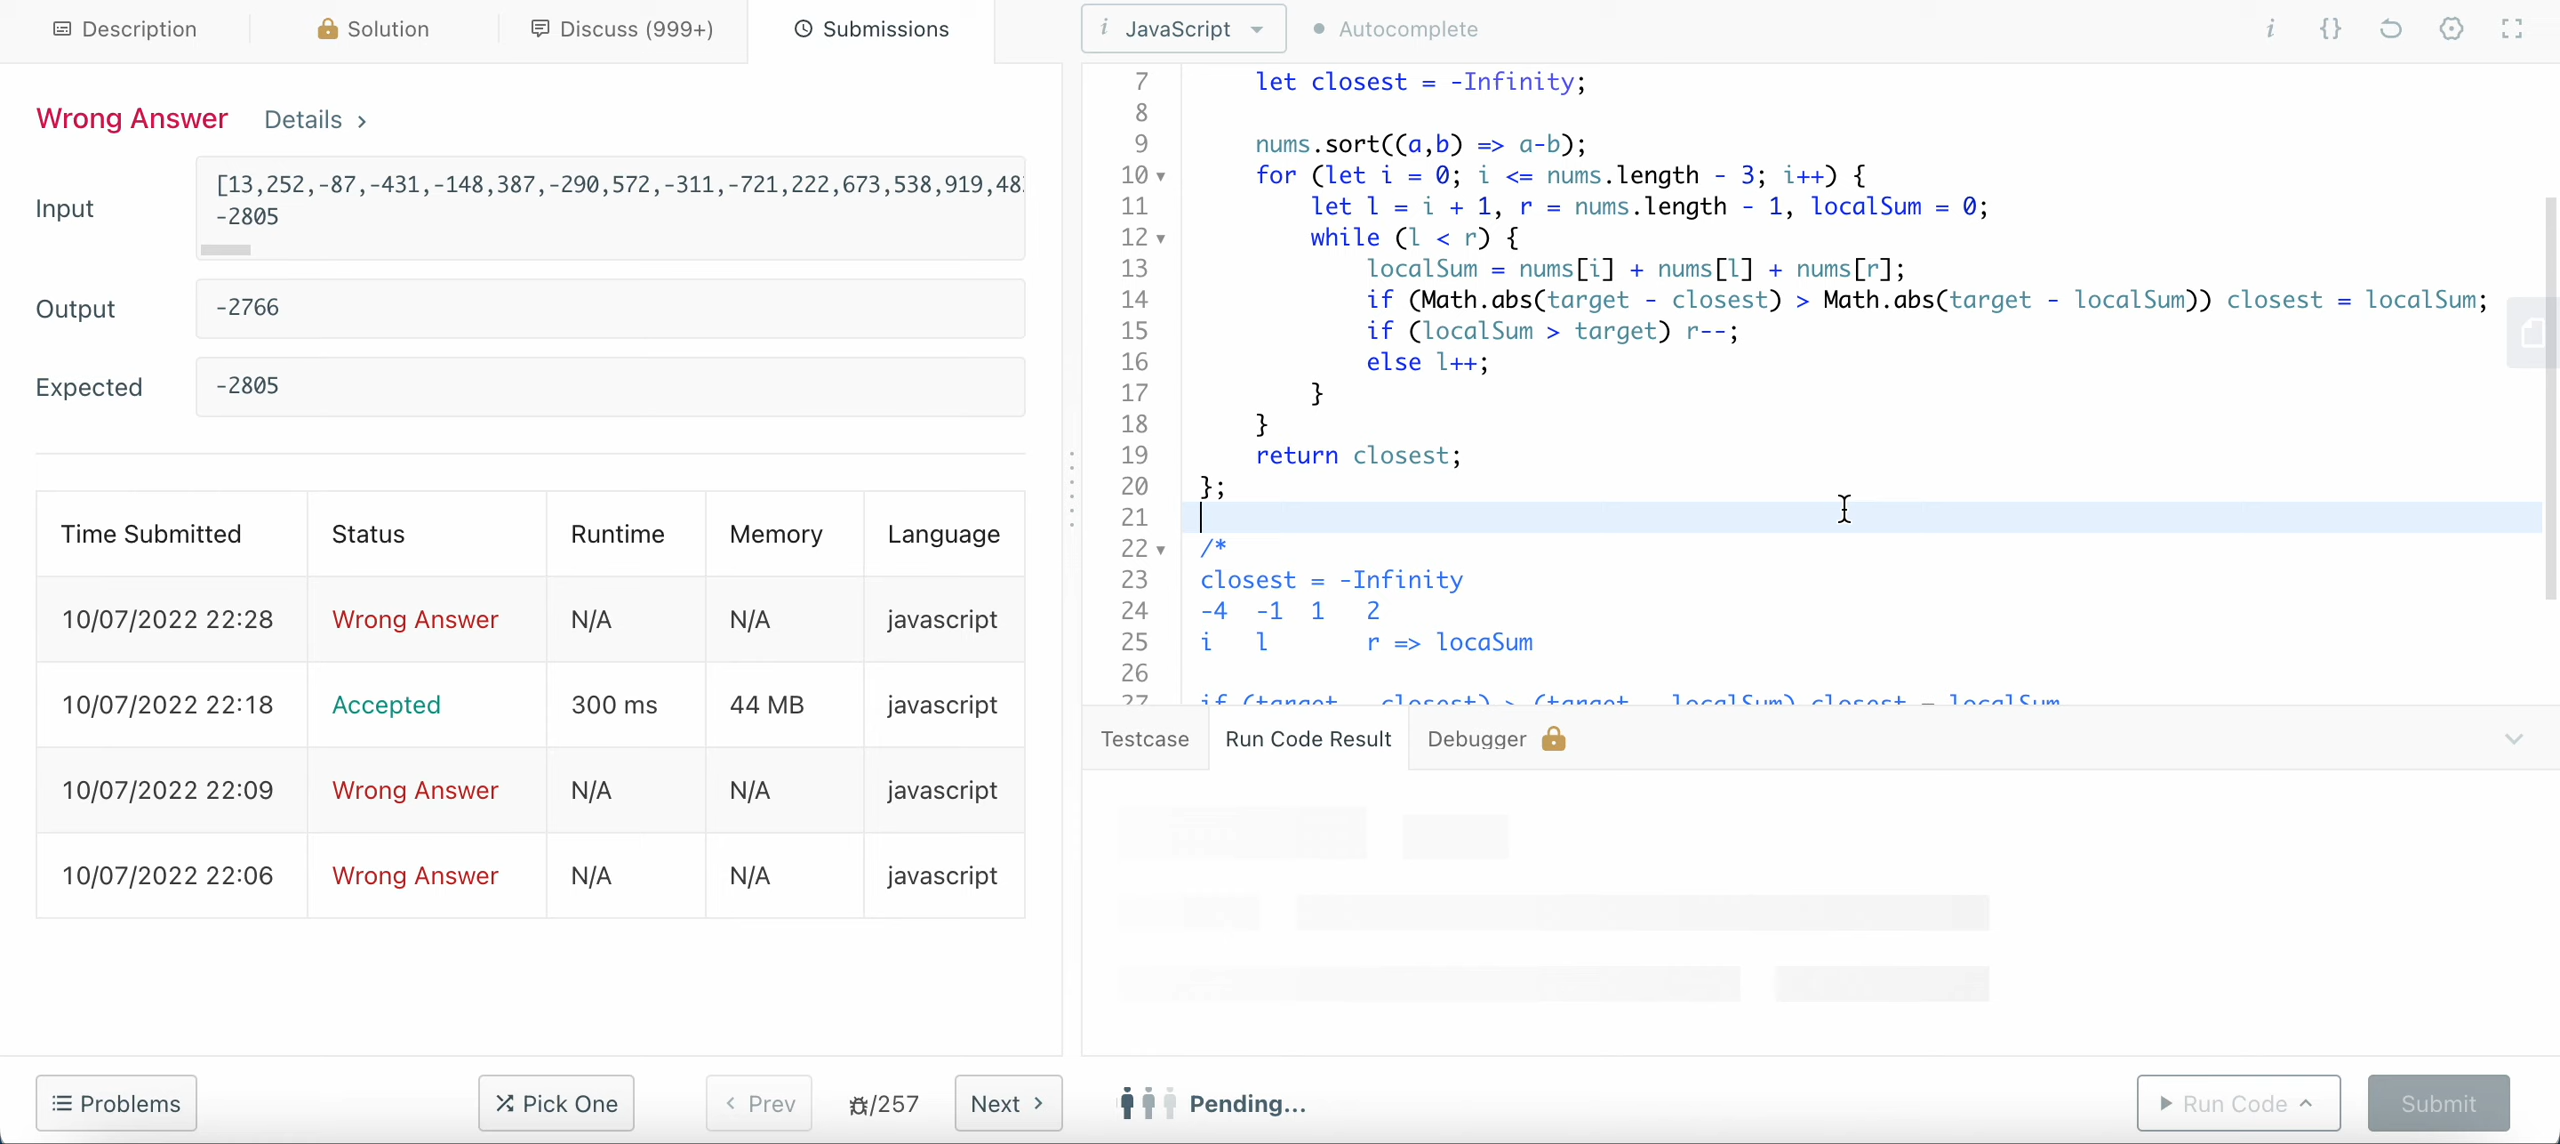 Description
Solution
Discuss (999+)
Submissions
i JavaScript
Autocomplete
i {}
Wrong Answer Details >
Input
[13,252,-87,-431,-148,387,-290,572,-311,-721,222,673,538,919,48
-2805
Output
-2766
Expected
-2805
Time Submitted Status Runtime Memory Language
10/07/2022 22:28 Wrong Answer N/A N/A javascript
10/07/2022 22:18 Accepted 300 ms 44 MB javascript
10/07/2022 22:09 Wrong Answer N/A N/A javascript
10/07/2022 22:06 Wrong Answer N/A N/A javascript
Problems
Pick One
< Prev
/257
Next >
7 let closest = -Infinity;
8
9 nums.sort((a,b) => a-b);
10 for (let i = 0; i <= nums.length - 3; i++) {
11 let l = i + 1, r = nums.length - 1, localSum = 0;
12 while (l < r) {
13 localSum = nums[i] + nums[l] + nums[r];
14 if (Math.abs(target - closest) > Math.abs(target - localSum)) closest = localSum;
15 if (localSum > target) r--;
16 else l++;
17 }
18 }
19 return closest;
20 };
21
22 /*
23 closest = -Infinity
24 -4 -1 1 2
25 i l r => locaSum
26
27 if (target - closest) > (target - localSum) closest = localSum
Testcase
Run Code Result
Debugger
Pending...
Run Code
Submit